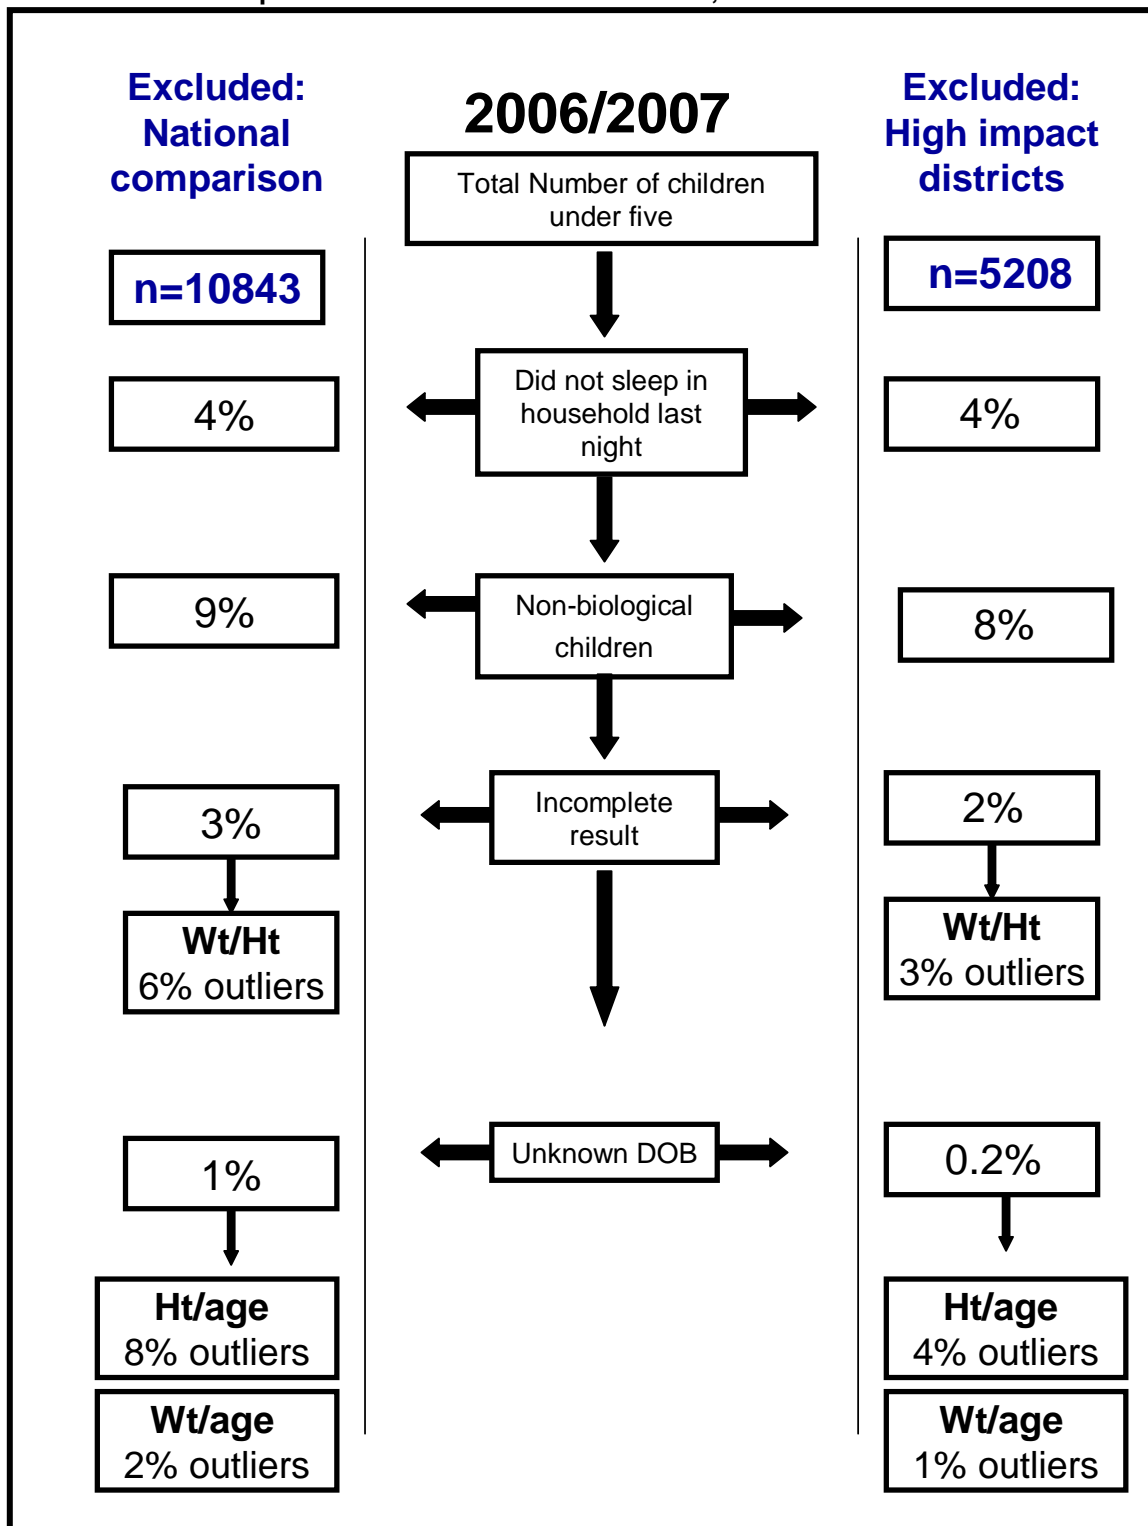 Excluded:
National
comparison
2006/2007
Excluded:
High impact
districts
Total Number of children
under five
n=10843
n=5208
Did not sleep in
household last
night
4%
4%
Non-biological
children
9%
8%
Incomplete
result
3%
2%
Wt/Ht
6% outliers
Wt/Ht
3% outliers
Unknown DOB
1%
0.2%
Ht/age
8% outliers
Ht/age
4% outliers
Wt/age
2% outliers
Wt/age
1% outliers